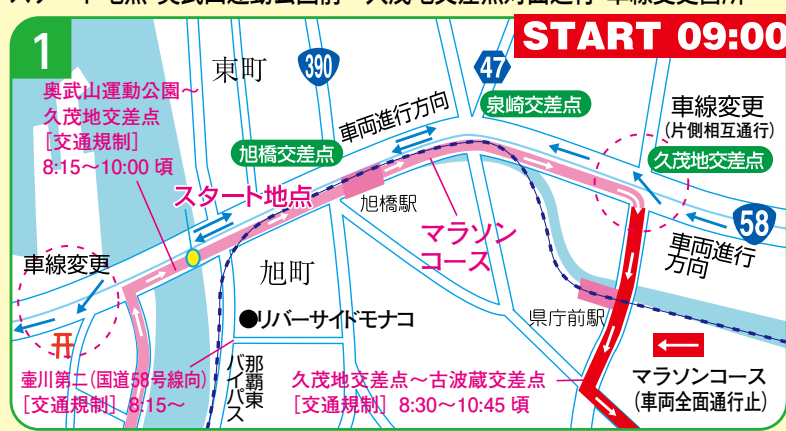 START 09:00
1
東町
390
47
奥武山運動公園～
久茂地交差点
[交通規制]
8:15～10:00 頃
車両進行方向
泉崎交差点
車線変更
(片側相互通行)
旭橋交差点
久茂地交差点
スタート地点
旭橋駅
マラソン
コース
58
車両進行
方向
車線変更
旭町
●リバーサイドモナコ
県庁前駅
壷川第二(国道58号線向)
[交通規制] 8:15～
那覇東
バイパス
久茂地交差点～古波蔵交差点
[交通規制] 8:30～10:45 頃
マラソンコース
(車両全面通行止)